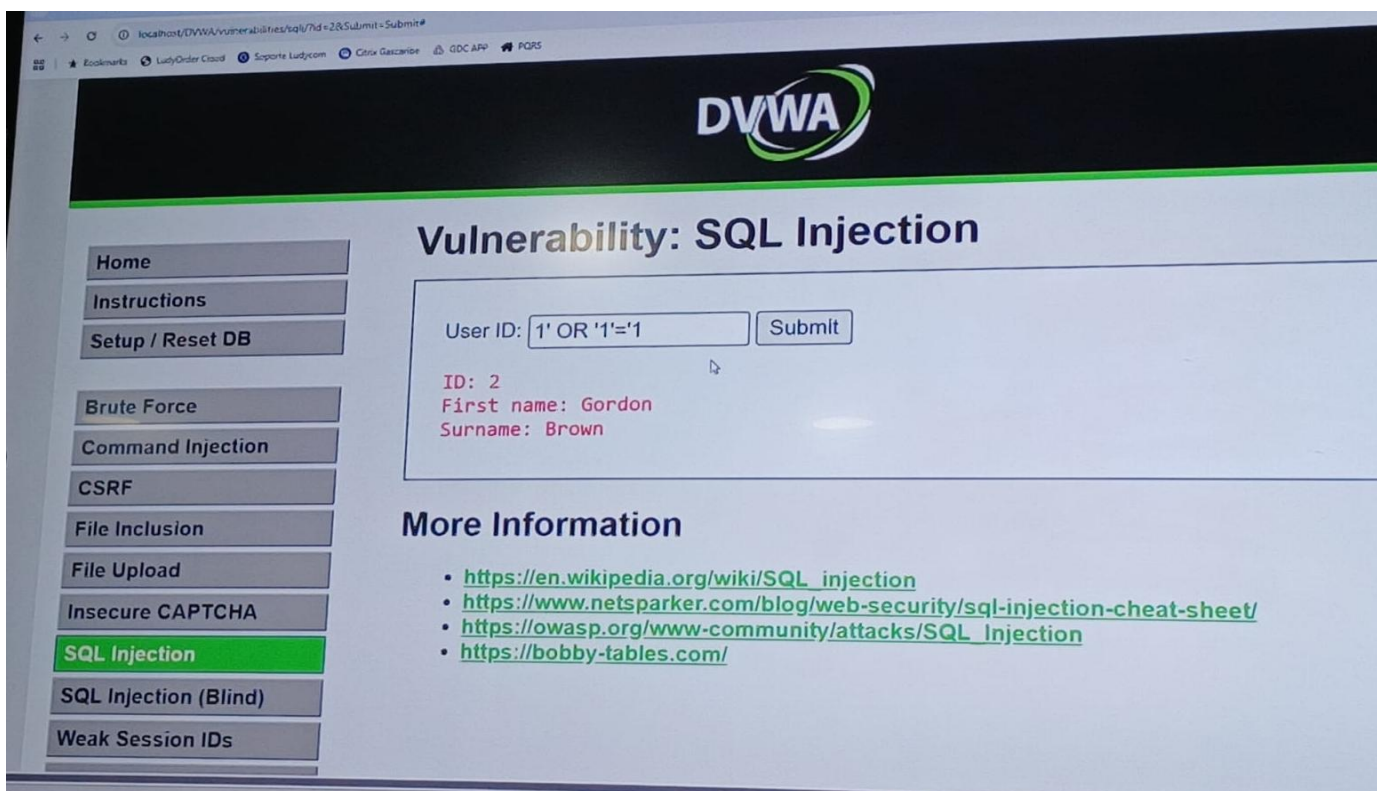 localhost/DVWA/vulnerabilities/sqli/?id=2&Submit=Submit#
Bookmarks LudyOrder Cloud Soporte Ludycom Citrix Gascaribe GDC APP PQRS
DVWA
Vulnerability: SQL Injection
Home
Instructions
Setup / Reset DB
User ID: 1' OR '1'='1 Submit
ID: 2
First name: Gordon
Surname: Brown
Brute Force
Command Injection
CSRF
File Inclusion
File Upload
Insecure CAPTCHA
SQL Injection
SQL Injection (Blind)
Weak Session IDs
More Information
https://en.wikipedia.org/wiki/SQL_injection
https://www.netsparker.com/blog/web-security/sql-injection-cheat-sheet/
https://owasp.org/www-community/attacks/SQL_Injection
https://bobby-tables.com/